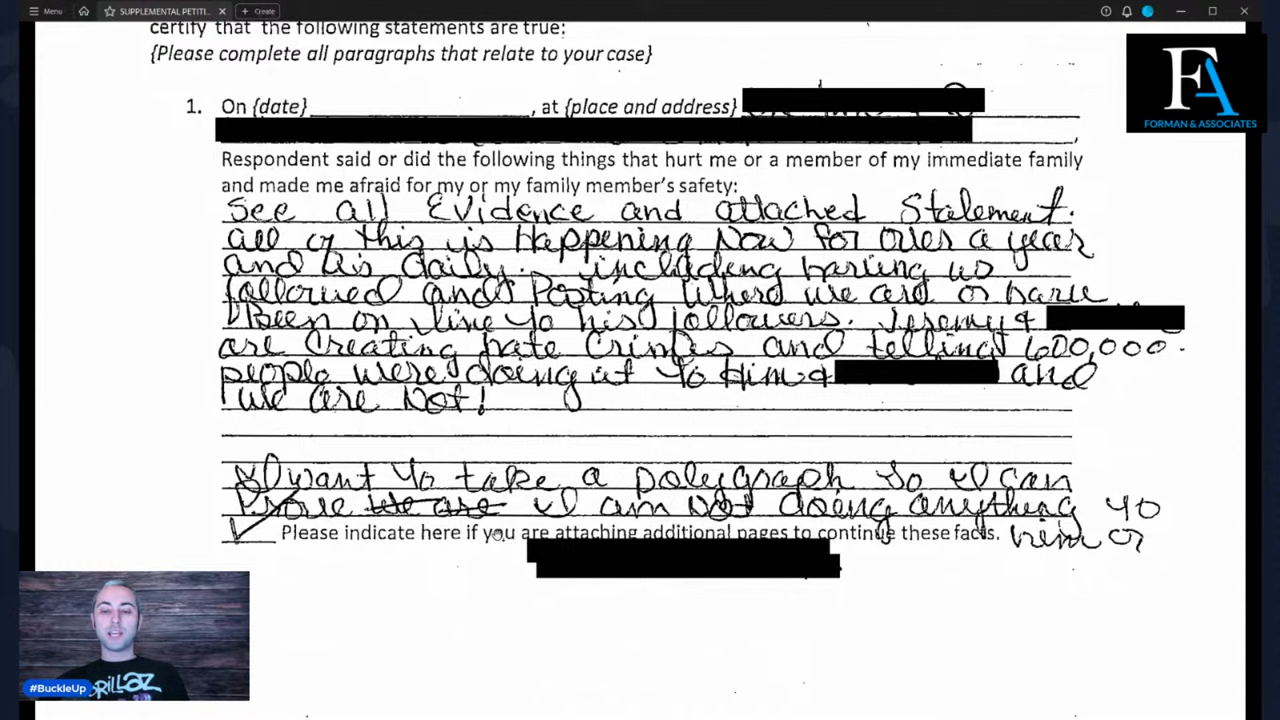 Menu
SUPPLEMENTAL PETITI...
Create
certify that the following statements are true:
{Please complete all paragraphs that relate to your case}
1. On {date} , at {place and address}
Respondent said or did the following things that hurt me or a member of my immediate family
and made me afraid for my or my family member's safety:
See all Evidence and attached Statement.
all of this is Happening Now for over a year
and is daily. including having us
followed and Posting Where we are or have
Been on line to his followers. Jeremy &
are Creating hate Crimes and telling 600,000
people were doing it to Him & and
we are Not!
I want to take a polygraph So I Can
Prove I am Not doing anything to
him or
Please indicate here if you are attaching additional pages to continue these facts.
FA
FORMAN & ASSOCIATES
#BuckleUp
GORILLAZ